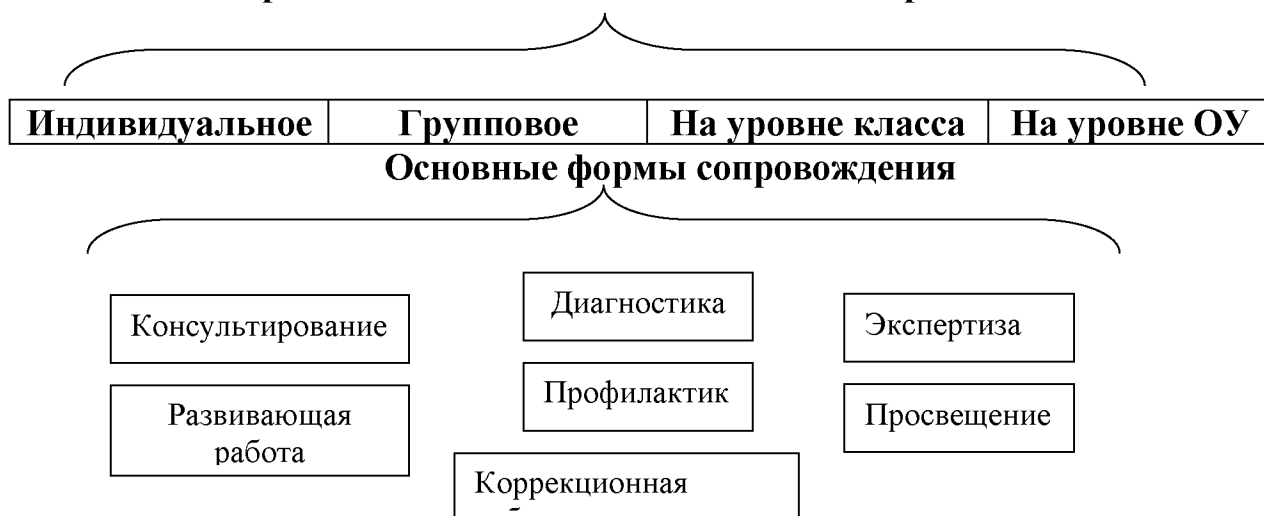 Индивидуальное
Групповое
На уровне класса
На уровне ОУ
Основные формы сопровождения
Консультирование
Диагностика
Экспертиза
Развивающая
работа
Профилактик
Просвещение
Коррекционная